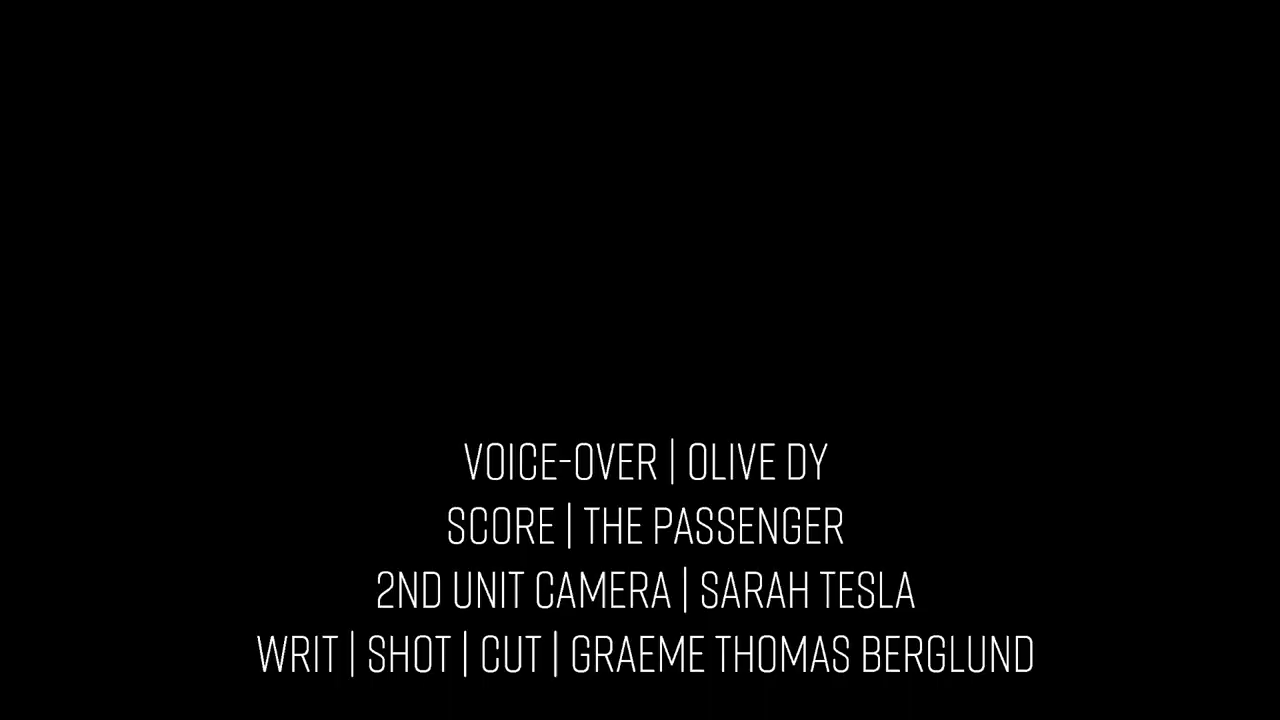 VOICE-OVER | OLIVE DY
SCORE | THE PASSENGER
2ND UNIT CAMERA | SARAH TESLA
WRIT | SHOT | CUT | GRAEME THOMAS BERGLUND